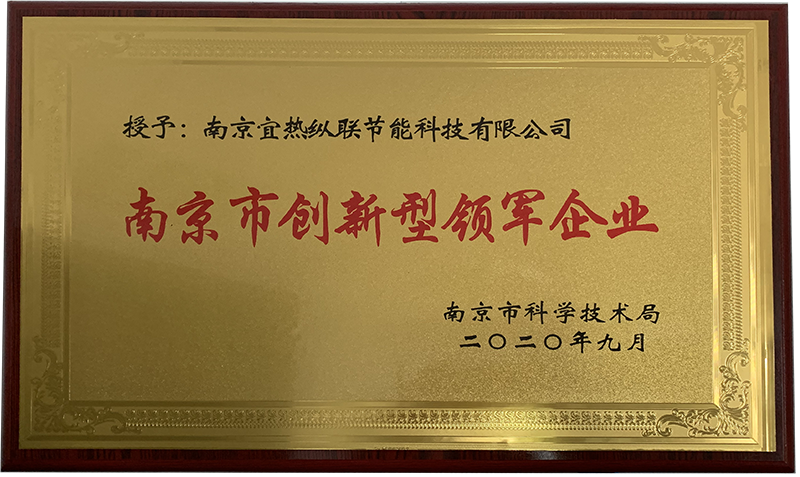 授予：南京宜热纵联节能科技有限公司
南京市创新型领军企业
南京市科学技术局
二〇二〇年九月